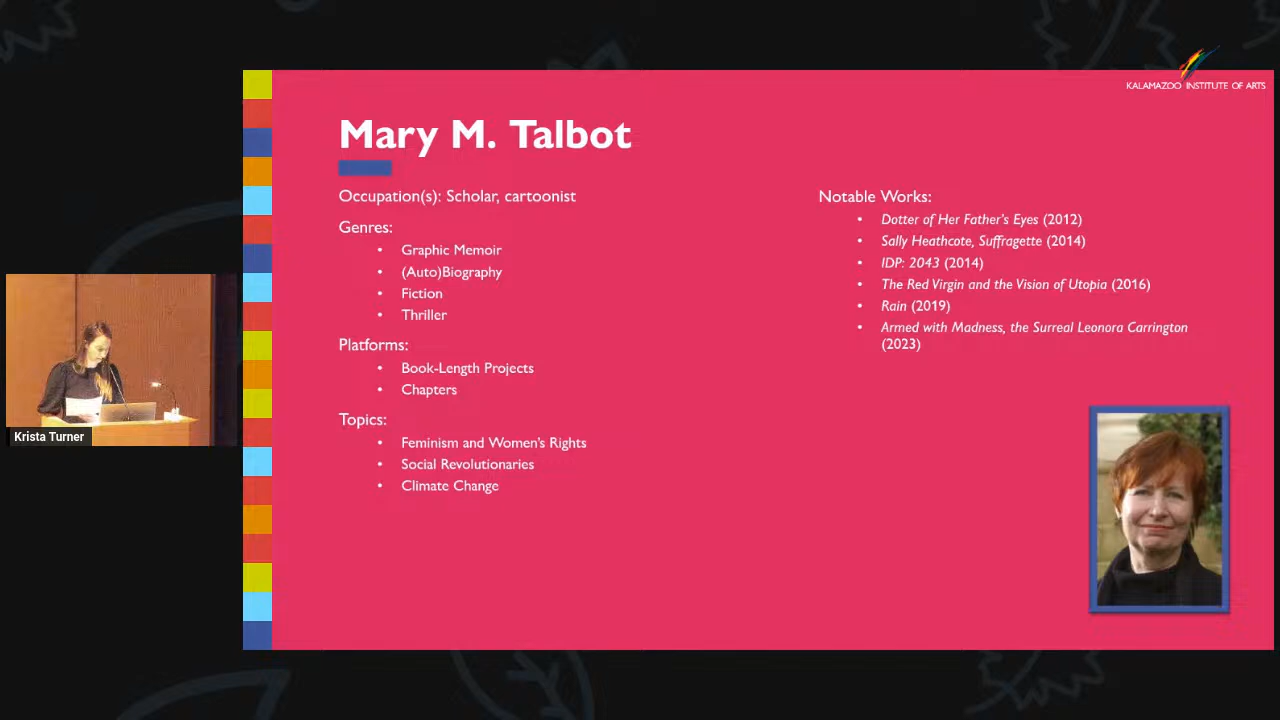 KALAMAZOO INSTITUTE OF ARTS
Mary M. Talbot
Occupation(s): Scholar, cartoonist
Genres:
• Graphic Memoir
• (Auto)Biography
• Fiction
• Thriller
Platforms:
• Book-Length Projects
• Chapters
Topics:
• Feminism and Women's Rights
• Social Revolutionaries
• Climate Change
Notable Works:
• Dotter of Her Father's Eyes (2012)
• Sally Heathcote, Suffragette (2014)
• IDP: 2043 (2014)
• The Red Virgin and the Vision of Utopia (2016)
• Rain (2019)
• Armed with Madness, the Surreal Leonora Carrington
(2023)
Krista Turner